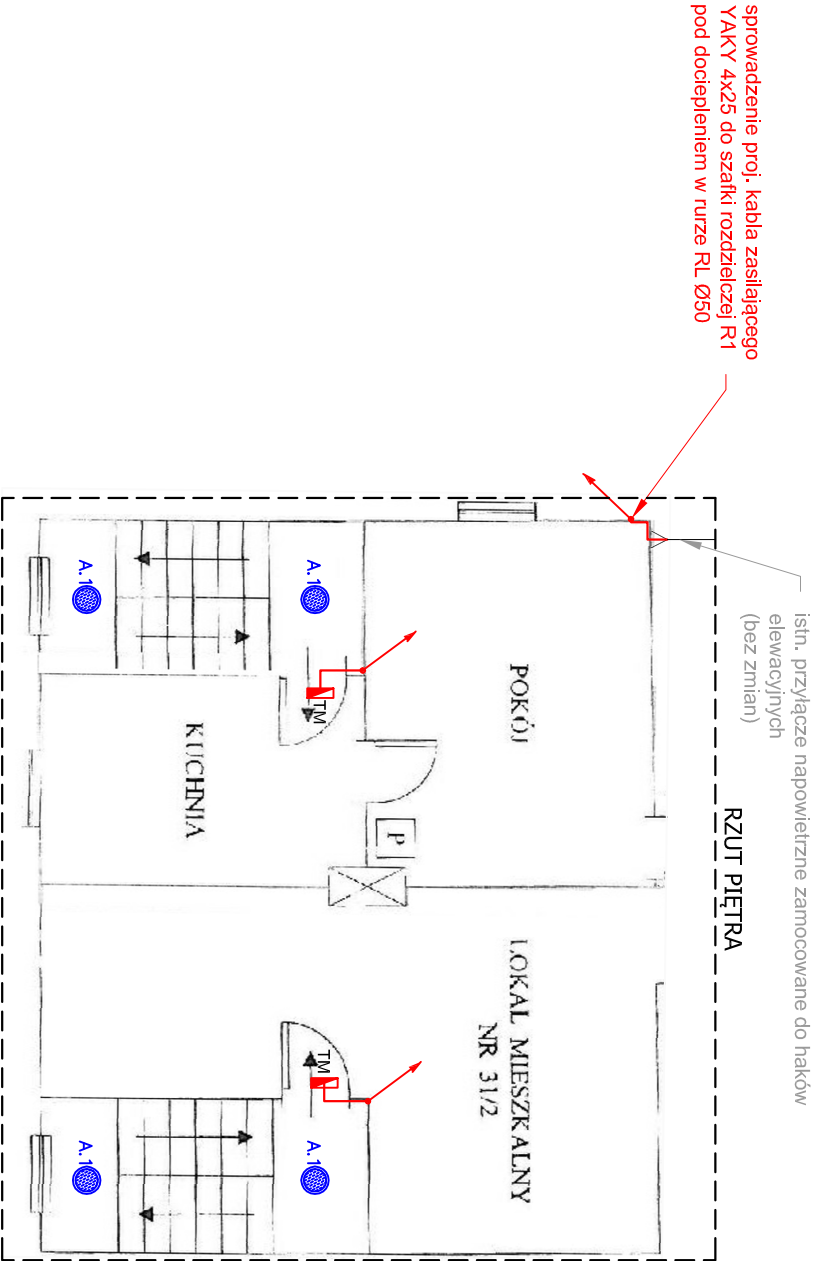 istn. przyłącze napowietrzne zamocowane do haków
elewacyjnych
(bez zmian)
sprowadzenie proj. kabla zasilającego
YAKY 4x25 do szafki rozdzielczej R1
pod dociepleniem w rurze RL Ø50
RZUT PIĘTRA
POKÓJ
LOKAL MIESZKALNY
NR 31/2
P
TM
TM
A.1
A.1
KUCHNIA
A.1
A.1